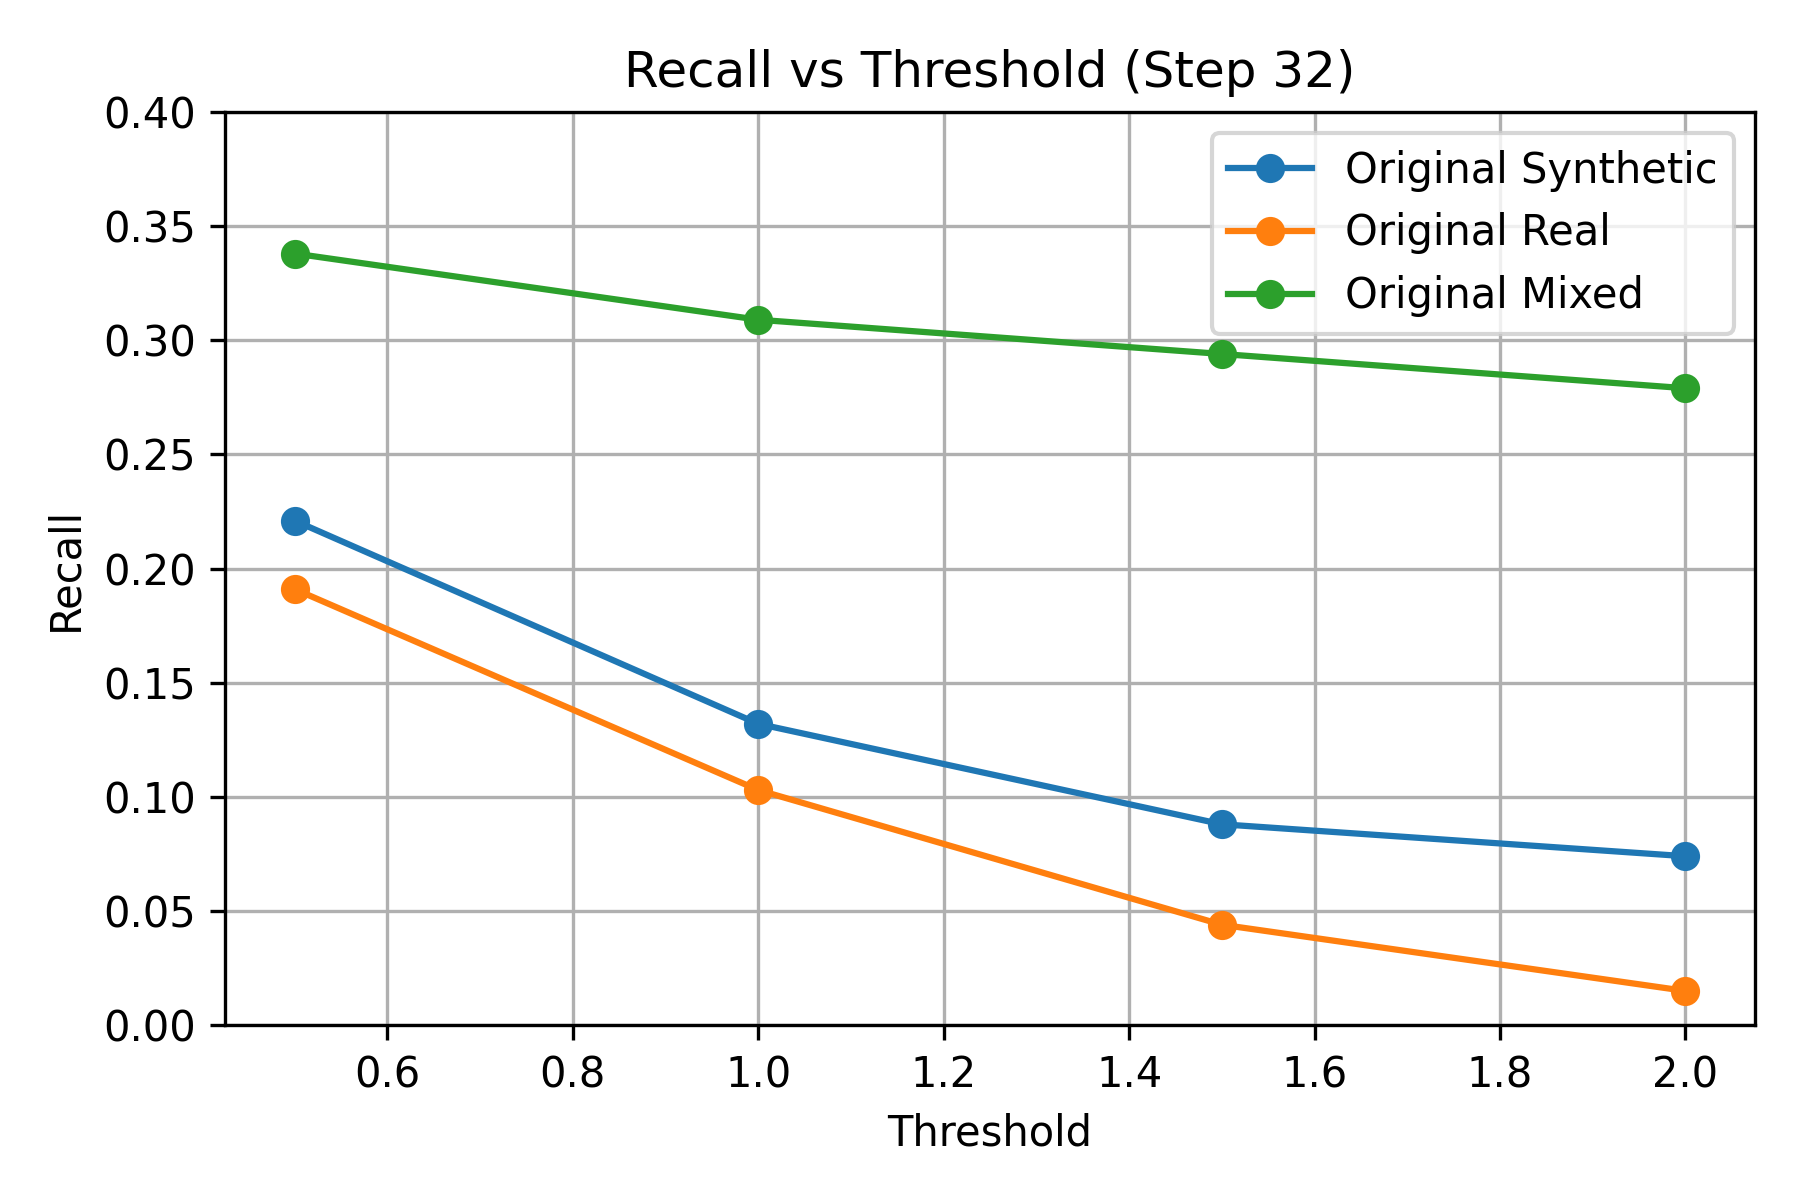 Recall vs Threshold (Step 32)
0.40
0.35
0.30
0.25
0.20
0.15
0.10
0.05
0.00
Recall
Original Synthetic
Original Real
Original Mixed
0.6 0.8 1.0 1.2 1.4 1.6 1.8 2.0
Threshold